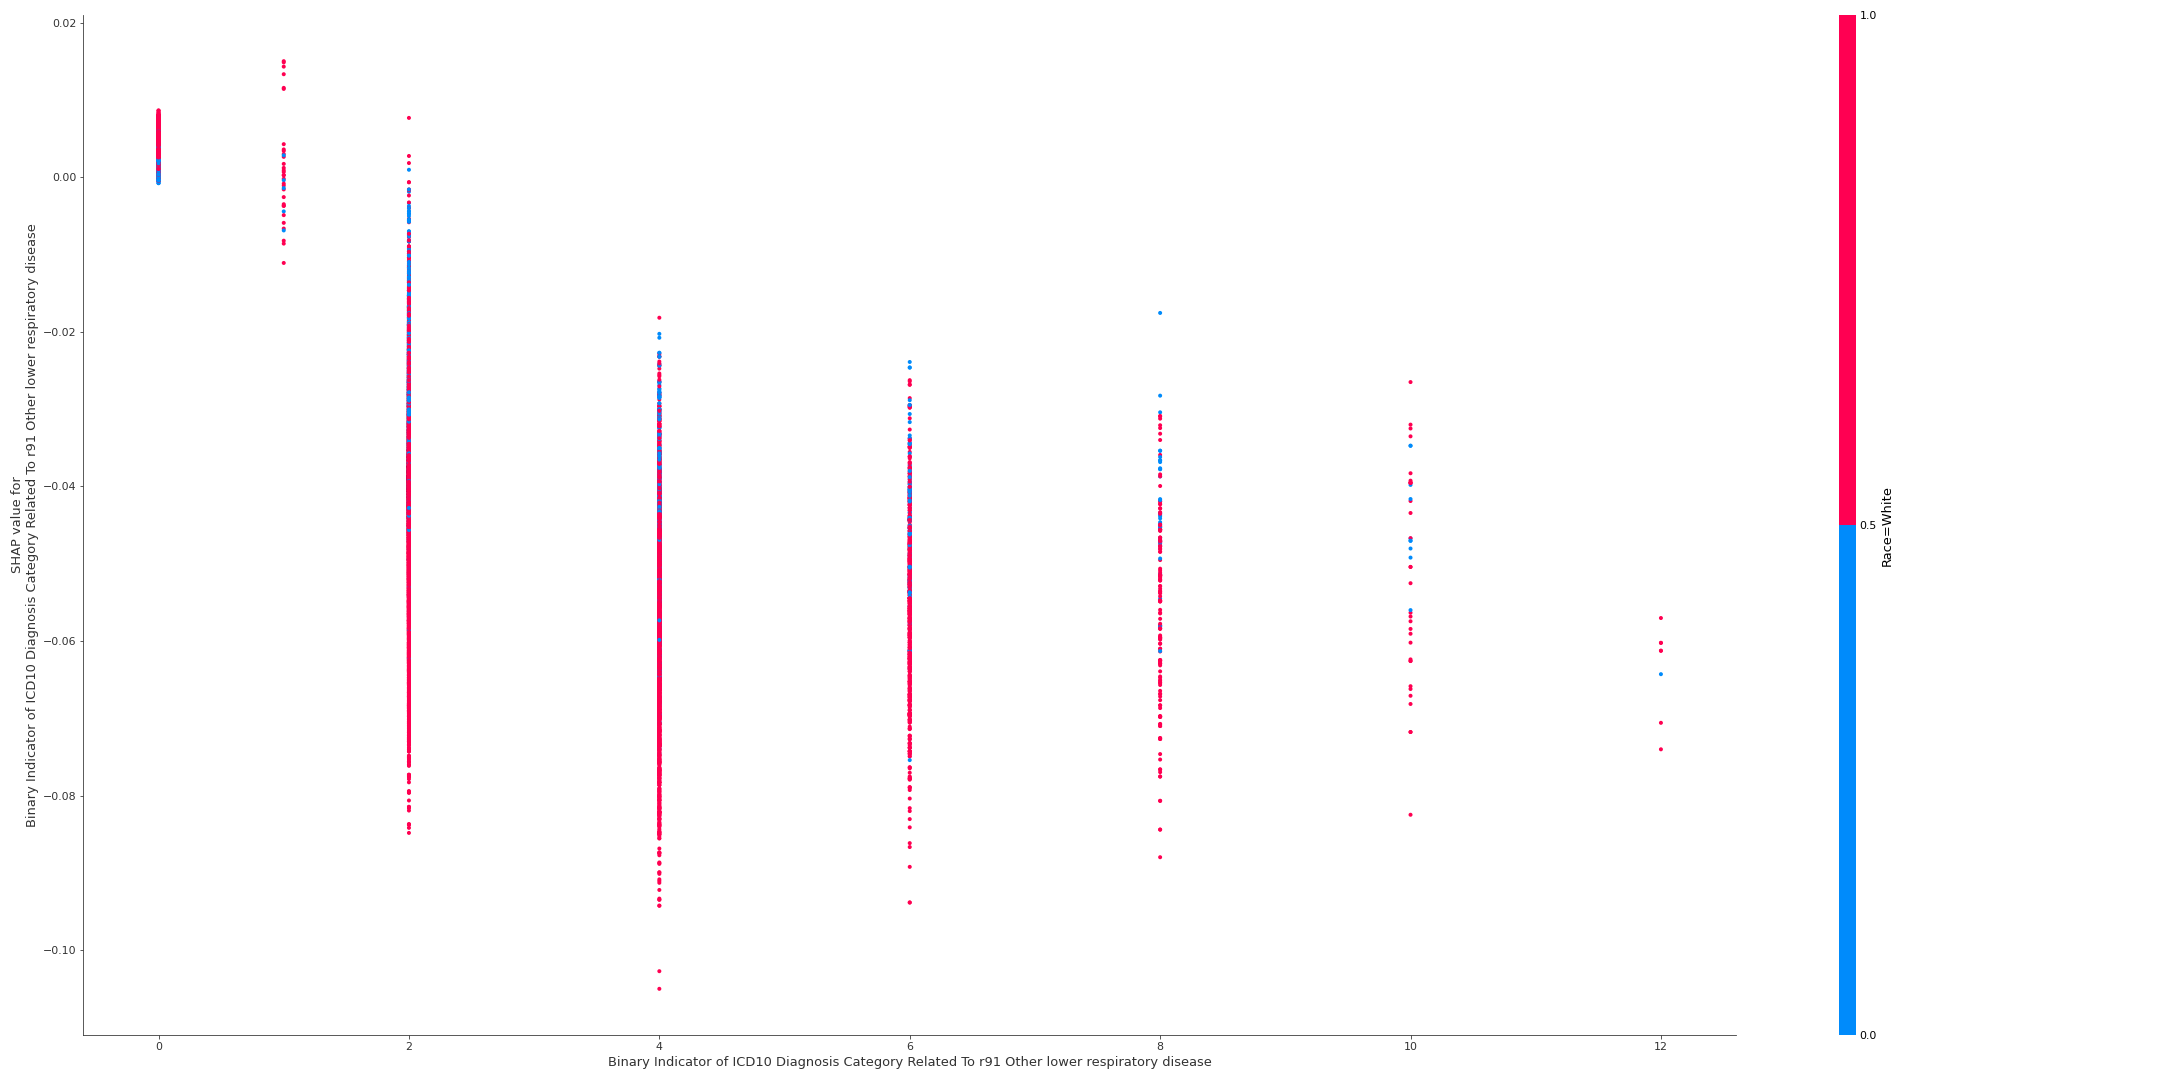 0.02
0.00
−0.02
−0.04
−0.06
−0.08
−0.10
SHAP value for
Binary Indicator of ICD10 Diagnosis Category Related To r91 Other lower respiratory disease
0 2 4 6 8 10 12
Binary Indicator of ICD10 Diagnosis Category Related To r91 Other lower respiratory disease
1.0
0.5
0.0
Race=White